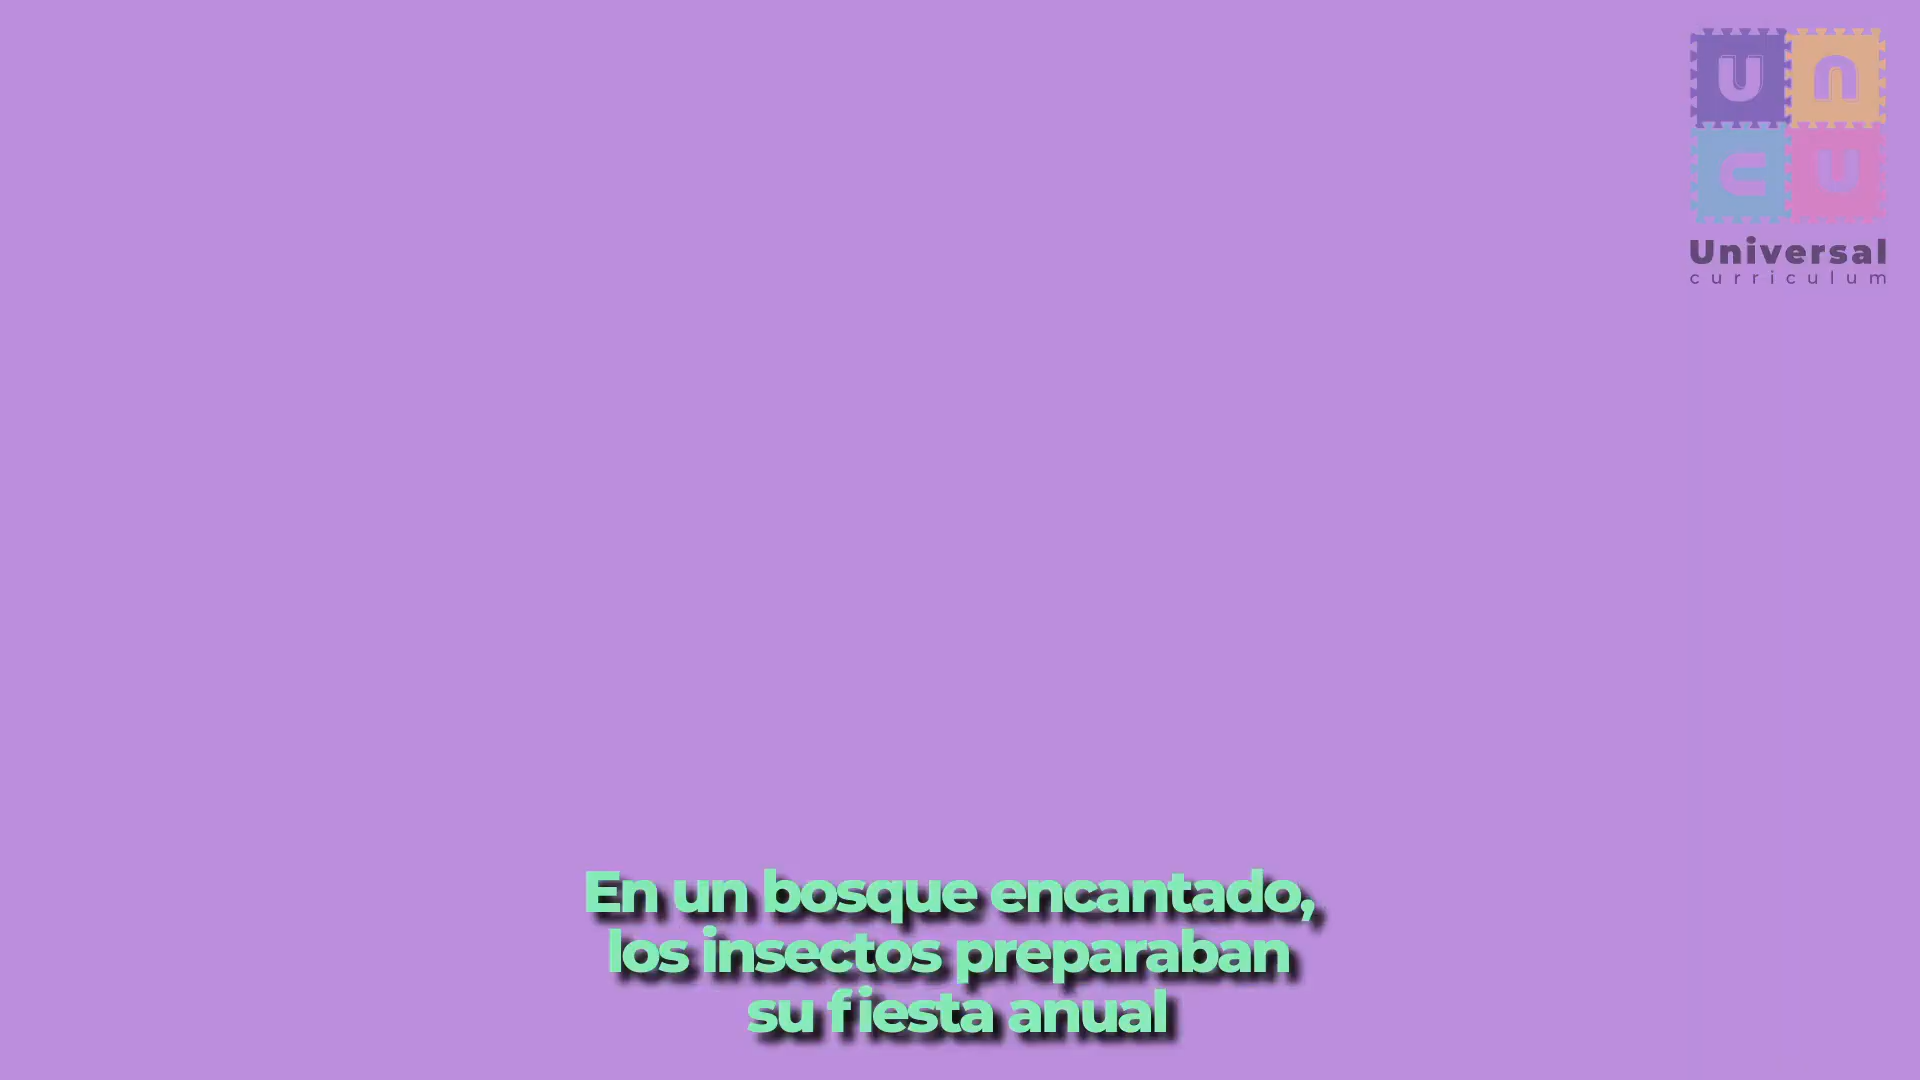 U n
C U
Universal
curriculum
En un bosque encantado,
los insectos preparaban
su fiesta anual